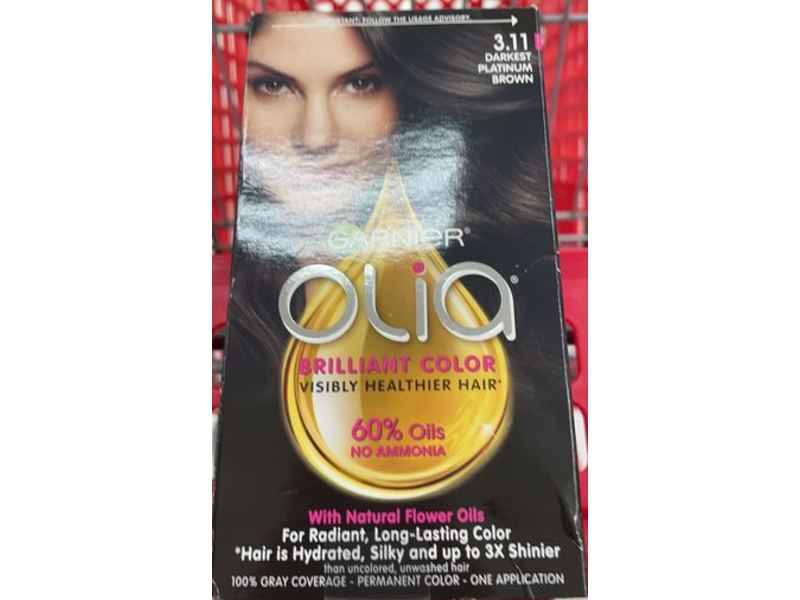 IMPORTANT: FOLLOW THE USAGE ADVISORY.
3.11
DARKEST
PLATINUM
BROWN
GARNIER®
OLiA®
BRILLIANT COLOR
VISIBLY HEALTHIER HAIR*
60% Oils
NO AMMONIA
With Natural Flower Oils
For Radiant, Long-Lasting Color
*Hair is Hydrated, Silky and up to 3X Shinier
than uncolored, unwashed hair
100% GRAY COVERAGE - PERMANENT COLOR - ONE APPLICATION